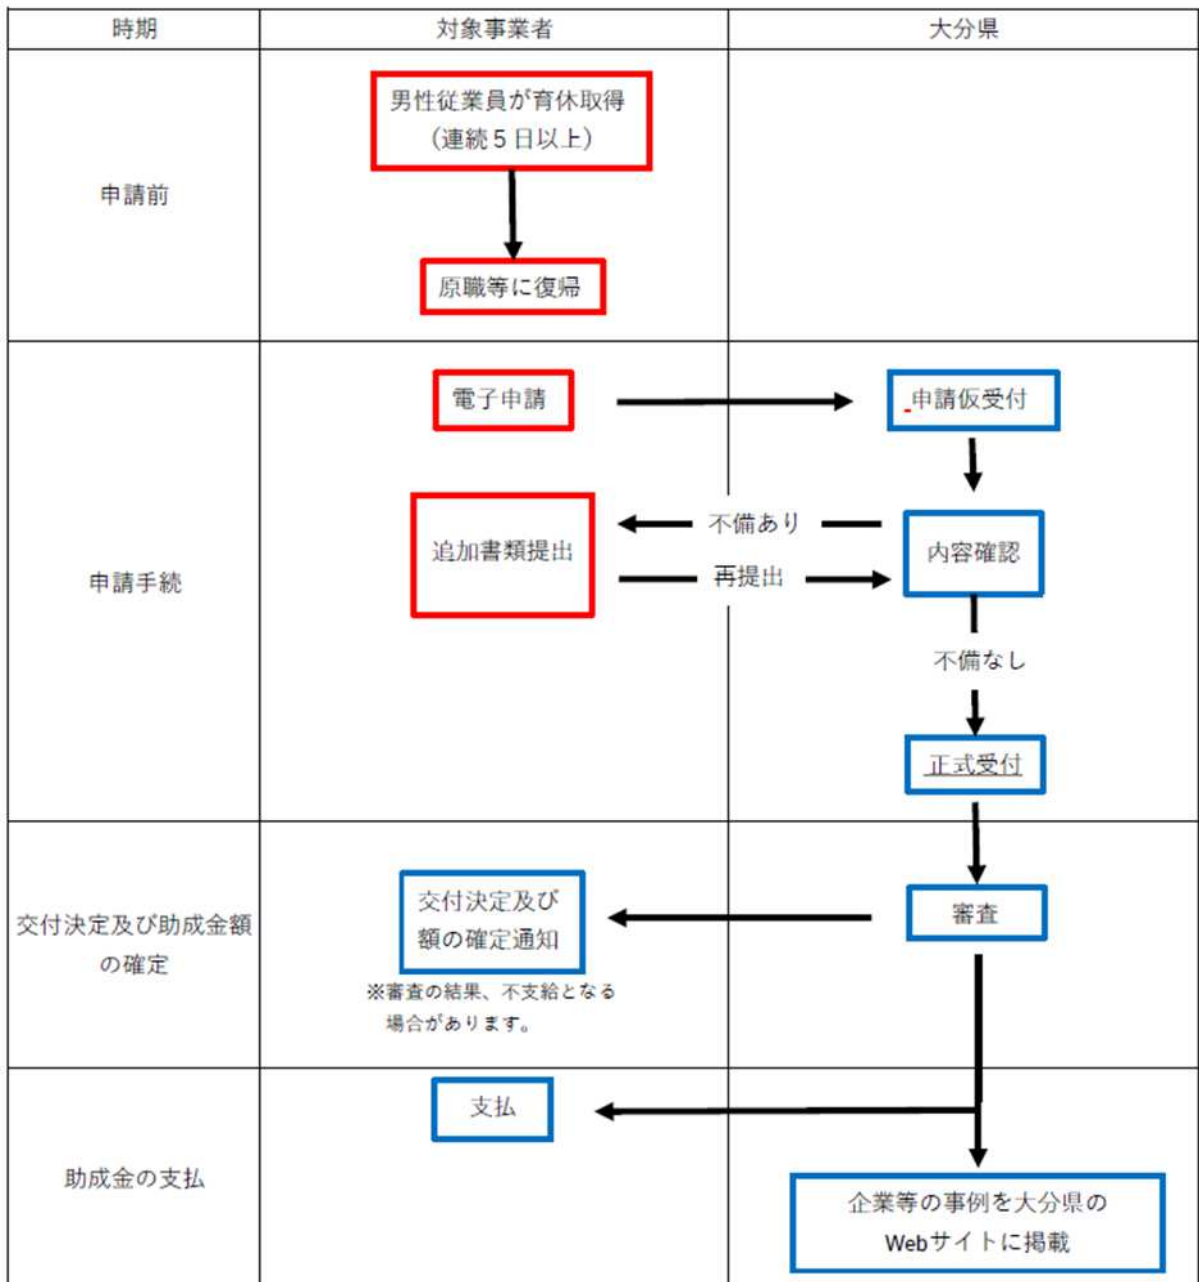 時期
対象事業者
大分県
申請前
男性従業員が育休取得
（連続５日以上）
原職等に復帰
申請手続
電子申請
申請仮受付
不備あり
追加書類提出
内容確認
再提出
不備なし
正式受付
交付決定及び助成金額
の確定
交付決定及び
額の確定通知
※審査の結果、不支給となる
場合があります。
審査
助成金の支払
支払
企業等の事例を大分県の
Webサイトに掲載